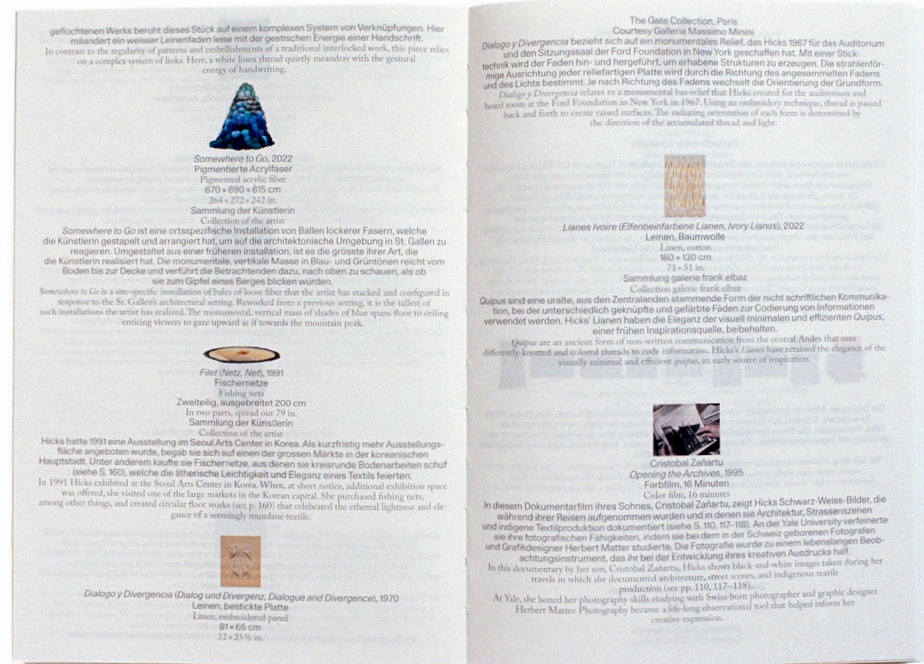 geflochtenen Werks beruht dieses Stück auf einem komplexen System von Verknüpfungen. Hier
mäandert ein weisser Leinenfaden leise mit der gestischen Energie einer Handschrift.
In contrast to the regularity of patterns and embellishments of a traditional interlocked work, this piece relies
on a complex system of links. Here, a white linen thread quietly meanders with the gestural
energy of handwriting.
Somewhere to Go, 2022
Pigmentierte Acrylfaser
Pigmented acrylic fiber
670 × 690 × 615 cm
264 × 272 × 242 in.
Sammlung der Künstlerin
Collection of the artist
Somewhere to Go ist eine ortsspezifische Installation von Ballen lockerer Fasern, welche
die Künstlerin gestapelt und arrangiert hat, um auf die architektonische Umgebung in St. Gallen zu
reagieren. Umgestaltet aus einer früheren Installation, ist es die grösste ihrer Art, die
die Künstlerin realisiert hat. Die monumentale, vertikale Masse in Blau- und Grüntönen reicht vom
Boden bis zur Decke und verführt die Betrachtenden dazu, nach oben zu schauen, als ob
sie zum Gipfel eines Berges blicken würden.
Somewhere to Go is a site-specific installation of bales of loose fiber that the artist has stacked and configured in
response to the St. Gallen's architectural setting. Reworked from a previous setting, it is the tallest of
such installations the artist has realized. The monumental, vertical mass of shades of blue spans floor to ceiling
enticing viewers to gaze upward as if towards the mountain peak.
Filet (Netz, Net), 1991
Fischernetze
Fishing nets
Zweiteilig, ausgebreitet 200 cm
In two parts, spread out 79 in.
Sammlung der Künstlerin
Collection of the artist
Hicks hatte 1991 eine Ausstellung im Seoul Arts Center in Korea. Als kurzfristig mehr Ausstellungs-
fläche angeboten wurde, begab sie sich auf einen der grossen Märkte in der koreanischen
Hauptstadt. Unter anderem kaufte sie Fischernetze, aus denen sie kreisrunde Bodenarbeiten schuf
(siehe S. 160), welche die ätherische Leichtigkeit und Eleganz eines Textils feierten.
In 1991 Hicks exhibited at the Seoul Arts Center in Korea. When, at short notice, additional exhibition space
was offered, she visited one of the large markets in the Korean capital. She purchased fishing nets,
among other things, and created circular floor works (see p. 160) that celebrated the ethereal lightness and ele-
gance of a seemingly mundane textile.
Dialogo y Divergencia (Dialog und Divergenz, Dialogue and Divergence), 1970
Leinen, bestickte Platte
Linen, embroidered panel
81 × 65 cm
32 × 25½ in.
The Gate Collection, Paris
Courtesy Galleria Massimo Minini
Dialogo y Divergencia bezieht sich auf ein monumentales Relief, das Hicks 1967 für das Auditorium
und den Sitzungssaal der Ford Foundation in New York geschaffen hat. Mit einer Stick-
technik wird der Faden hin- und hergeführt, um erhabene Strukturen zu erzeugen. Die strahlenför-
mige Ausrichtung jeder reliefartigen Platte wird durch die Richtung des angesammelten Fadens
und des Lichts bestimmt. Je nach Richtung des Fadens wechselt die Orientierung der Grundform.
Dialogo y Divergencia relates to a monumental bas-relief that Hicks created for the auditorium and
board room at the Ford Foundation in New York in 1967. Using an embroidery technique, thread is passed
back and forth to create raised surfaces. The radiating orientation of each form is determined by
the direction of the accumulated thread and light.
Lianes Ivoire (Elfenbeinfarbene Lianen, Ivory Lianas), 2022
Leinen, Baumwolle
Linen, cotton
180 × 130 cm
71 × 51 in.
Sammlung galerie frank elbaz
Collection galerie frank elbaz
Quipus sind eine uralte, aus den Zentralanden stammende Form der nicht schriftlichen Kommunika-
tion, bei der unterschiedlich geknüpfte und gefärbte Fäden zur Codierung von Informationen
verwendet werden. Hicks' Lianen haben die Eleganz der visuell minimalen und effizienten Quipus,
einer frühen Inspirationsquelle, beibehalten.
Quipus are an ancient form of non-written communication from the central Andes that uses
differently-knotted and colored threads to code information. Hicks's Lianes have retained the elegance of the
visually minimal and efficient quipus, an early source of inspiration.
Cristobal Zañartu
Opening the Archives, 1995
Farbfilm, 16 Minuten
Color film, 16 minutes
In diesem Dokumentarfilm ihres Sohnes, Cristobal Zañartu, zeigt Hicks Schwarz-Weiss-Bilder, die
während ihrer Reisen aufgenommen wurden und in denen sie Architektur, Strassenszenen
und indigene Textilproduktion dokumentiert (siehe S. 110, 117–118). An der Yale University verfeinerte
sie ihre fotografischen Fähigkeiten, indem sie bei dem in der Schweiz geborenen Fotografen
und Grafikdesigner Herbert Matter studierte. Die Fotografie wurde zu einem lebenslangen Beob-
achtungsinstrument, das ihr bei der Entwicklung ihres kreativen Ausdrucks half.
In this documentary by her son, Cristobal Zañartu, Hicks shows black-and-white images taken during her
travels in which she documented architecture, street scenes, and indigenous textile
production (see pp. 110, 117–118).
At Yale, she honed her photography skills studying with Swiss-born photographer and graphic designer
Herbert Matter. Photography became a life-long observational tool that helped inform her
creative expression.